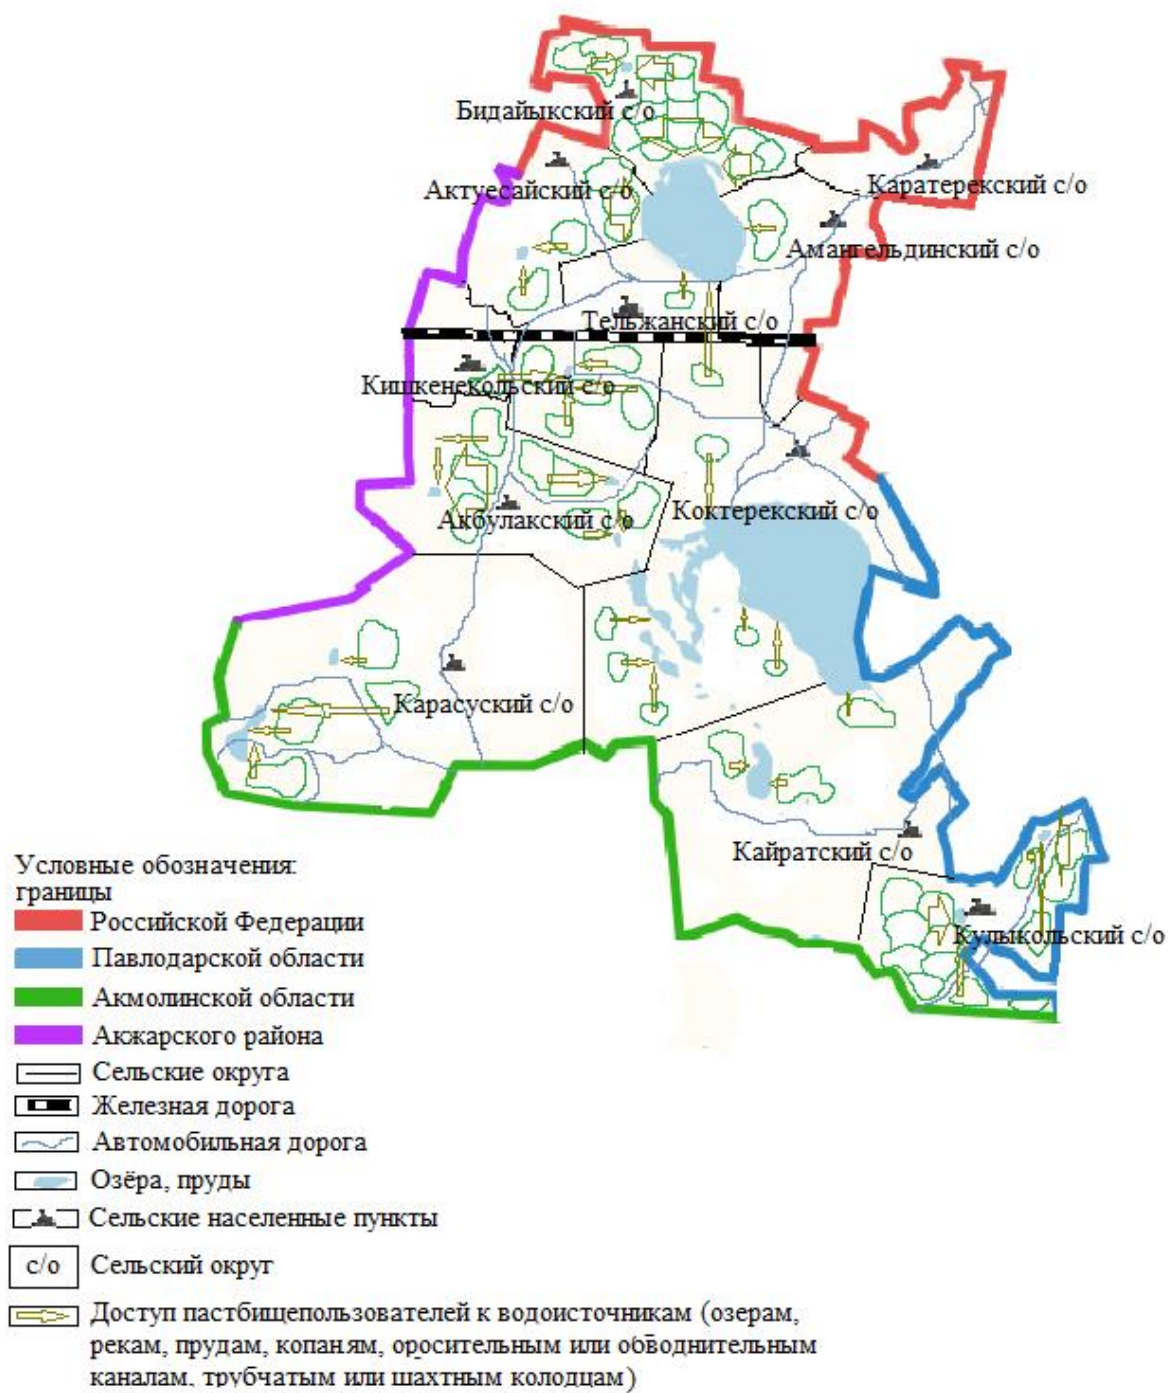 Бидайыкский с/о
Актуесайский с/о
Каратерекский с/о
Амангельдинский с/о
Тельжанский с/о
Кишкенекольский с/о
Акбулакский с/о
Коктерекский с/о
Карасуский с/о
Кайратский с/о
Кулыкольский с/о
Условные обозначения:
границы
Российской Федерации
Павлодарской области
Акмолинской области
Акжарского района
Сельские округа
Железная дорога
Автомобильная дорога
Озёра, пруды
Сельские населенные пункты
с/о Сельский округ
Доступ пастбищепользователей к водоисточникам (озерам,
рекам, прудам, копаням, оросительным или обводнительным
каналам, трубчатым или шахтным колодцам)